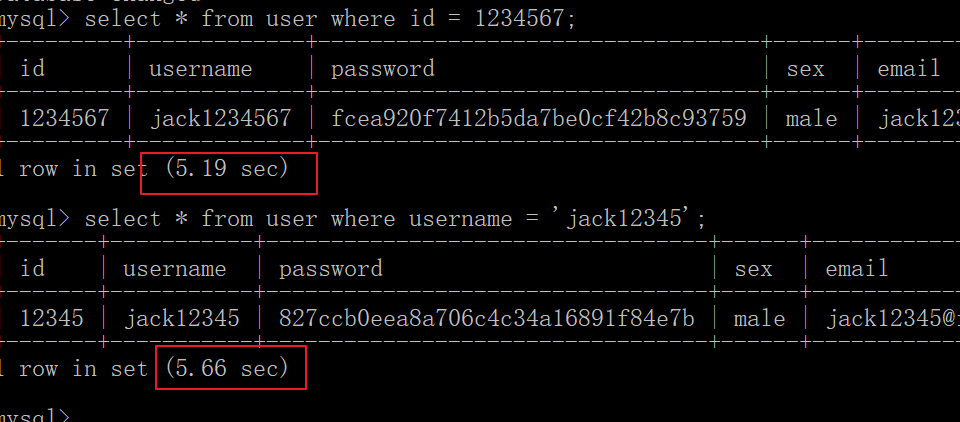 mysql> select * from user where id = 1234567;
id | username | password | sex | email
1234567 | jack1234567 | fcea920f7412b5da7be0cf42b8c93759 | male | jack123
1 row in set (5.19 sec)
mysql> select * from user where username = 'jack12345';
id | username | password | sex | email
12345 | jack12345 | 827ccb0eea8a706c4c34a16891f84e7b | male | jack12345@
1 row in set (5.66 sec)
mysql>